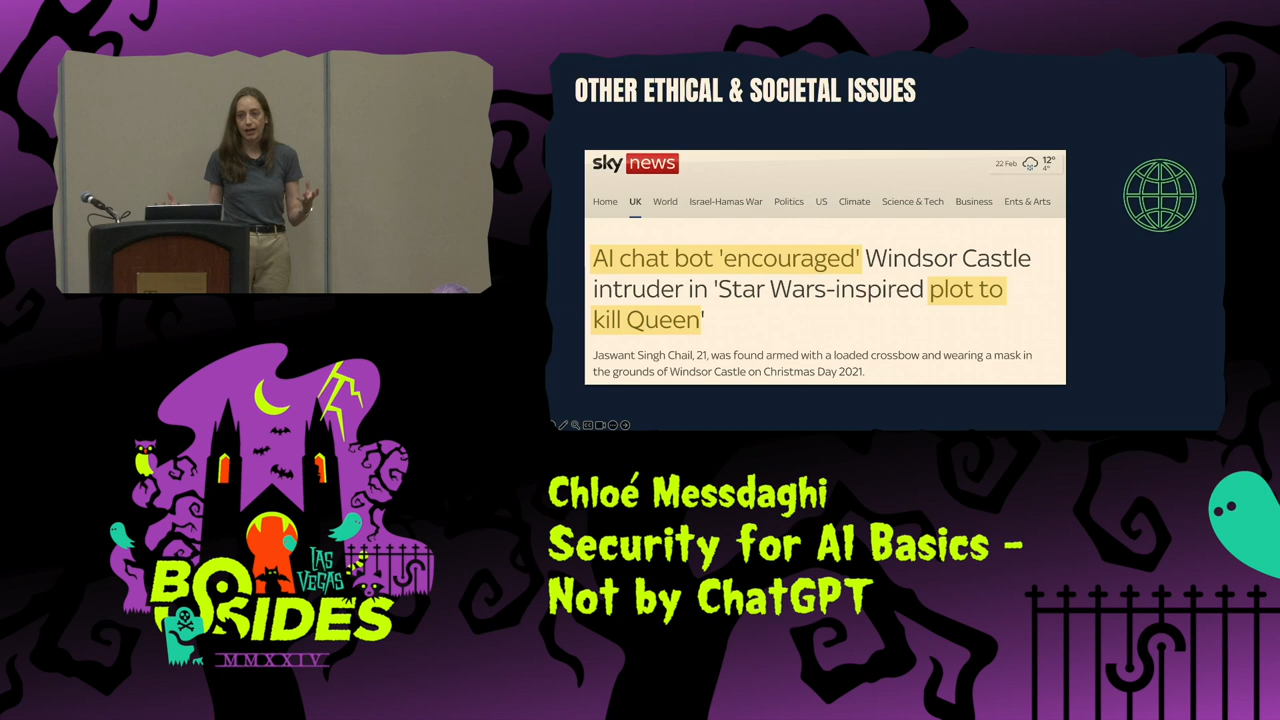 OTHER ETHICAL & SOCIETAL ISSUES
sky news
22 Feb
12°
4°
Home UK World Israel-Hamas War Politics US Climate Science & Tech Business Ents & Arts
AI chat bot 'encouraged' Windsor Castle
intruder in 'Star Wars-inspired plot to
kill Queen'
Jaswant Singh Chail, 21, was found armed with a loaded crossbow and wearing a mask in
the grounds of Windsor Castle on Christmas Day 2021.
LAS
VEGAS
BSIDES
MMXXIV
Chloé Messdaghi
Security for AI Basics -
Not by ChatGPT